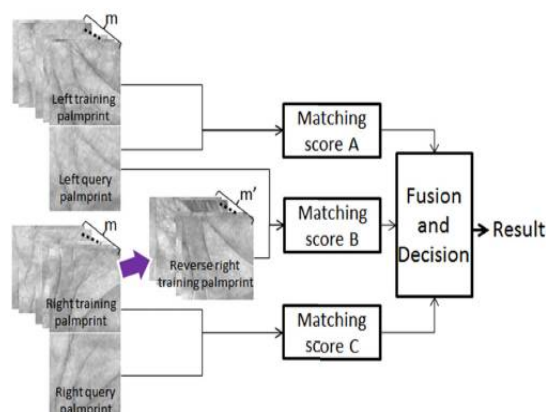 m
Left training
palmprint
Left query
palmprint
m
m'
Reverse right
training palmprint
Right training
palmprint
Right query
palmprint
Matching
score A
Matching
score B
Matching
score C
Fusion
and
Decision
Result